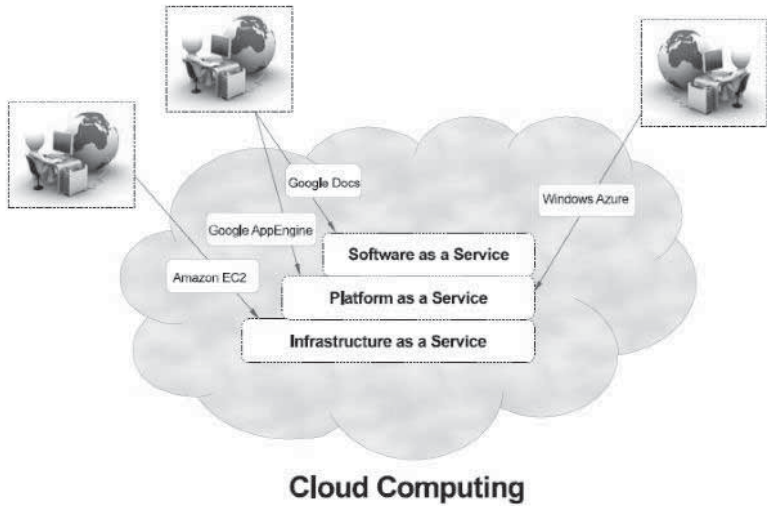 Google Docs
Windows Azure
Google AppEngine
Software as a Service
Amazon EC2
Platform as a Service
Infrastructure as a Service
Cloud Computing